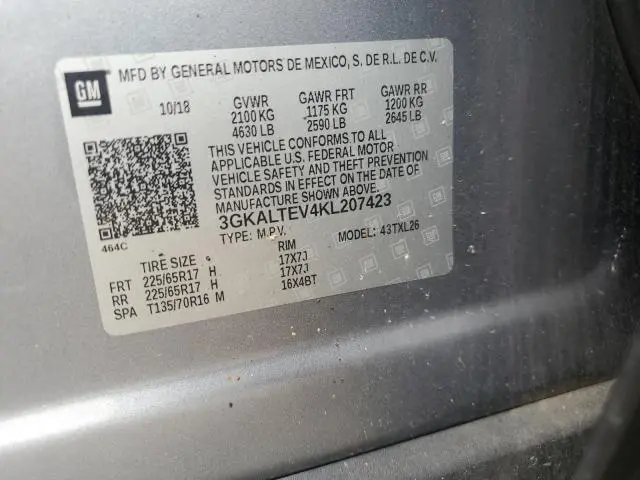 GM
MFD BY GENERAL MOTORS DE MEXICO, S. DE R.L. DE C.V.
10/18 GVWR GAWR FRT GAWR RR
2100 KG 1175 KG 1200 KG
4630 LB 2590 LB 2645 LB
THIS VEHICLE CONFORMS TO ALL
APPLICABLE U.S. FEDERAL MOTOR
VEHICLE SAFETY AND THEFT PREVENTION
STANDARDS IN EFFECT ON THE DATE OF
MANUFACTURE SHOWN ABOVE.
3GKALTEV4KL207423
464C
TYPE: M.P.V. MODEL: 43TXL26
TIRE SIZE RIM
FRT 225/65R17 H 17X7J
RR 225/65R17 H 17X7J
SPA T135/70R16 M 16X4BT